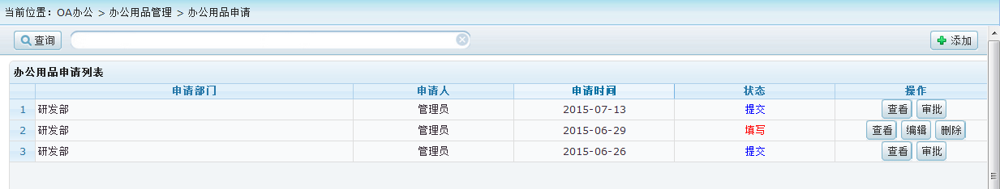 当前位置：OA办公 > 办公用品管理 > 办公用品申请
查询 添加
办公用品申请列表
申请部门 申请人 申请时间 状态 操作
1 研发部 管理员 2015-07-13 提交 查看 审批
2 研发部 管理员 2015-06-29 填写 查看 编辑 删除
3 研发部 管理员 2015-06-26 提交 查看 审批